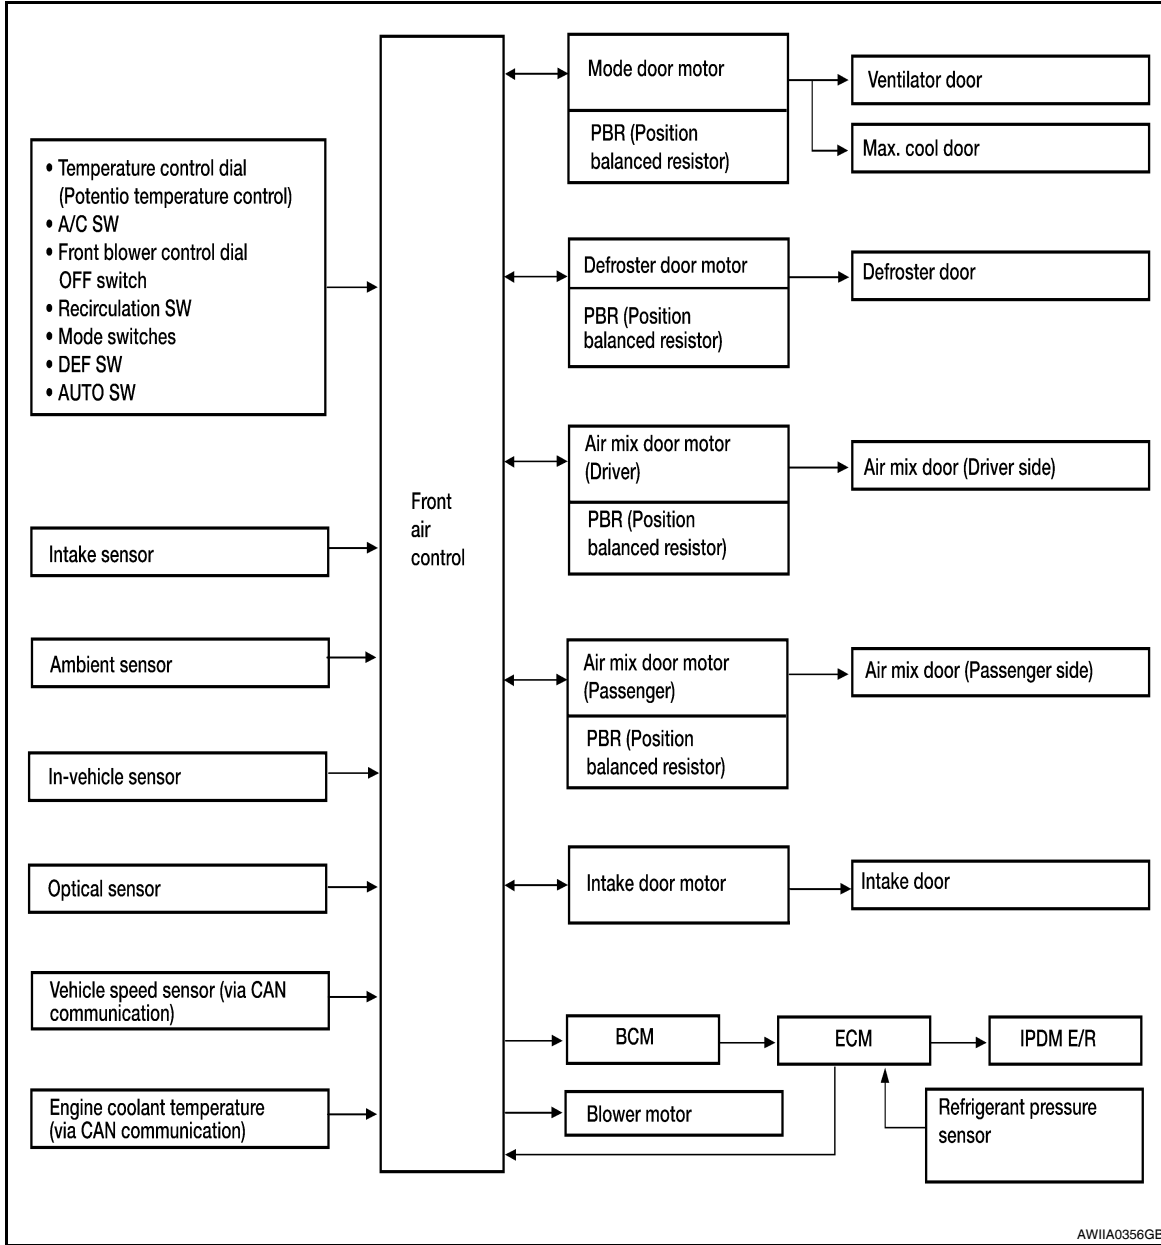 • Temperature control dial
(Potentio temperature control)
• A/C SW
• Front blower control dial
OFF switch
• Recirculation SW
• Mode switches
• DEF SW
• AUTO SW
Intake sensor
Ambient sensor
In-vehicle sensor
Optical sensor
Vehicle speed sensor (via CAN
communication)
Engine coolant temperature
(via CAN communication)
Front
air
control
Mode door motor
PBR (Position
balanced resistor)
Ventilator door
Max. cool door
Defroster door motor
PBR (Position
balanced resistor)
Defroster door
Air mix door motor
(Driver)
PBR (Position
balanced resistor)
Air mix door (Driver side)
Air mix door motor
(Passenger)
PBR (Position
balanced resistor)
Air mix door (Passenger side)
Intake door motor
Intake door
BCM
ECM
IPDM E/R
Blower motor
Refrigerant pressure
sensor
AWIIA0356GB